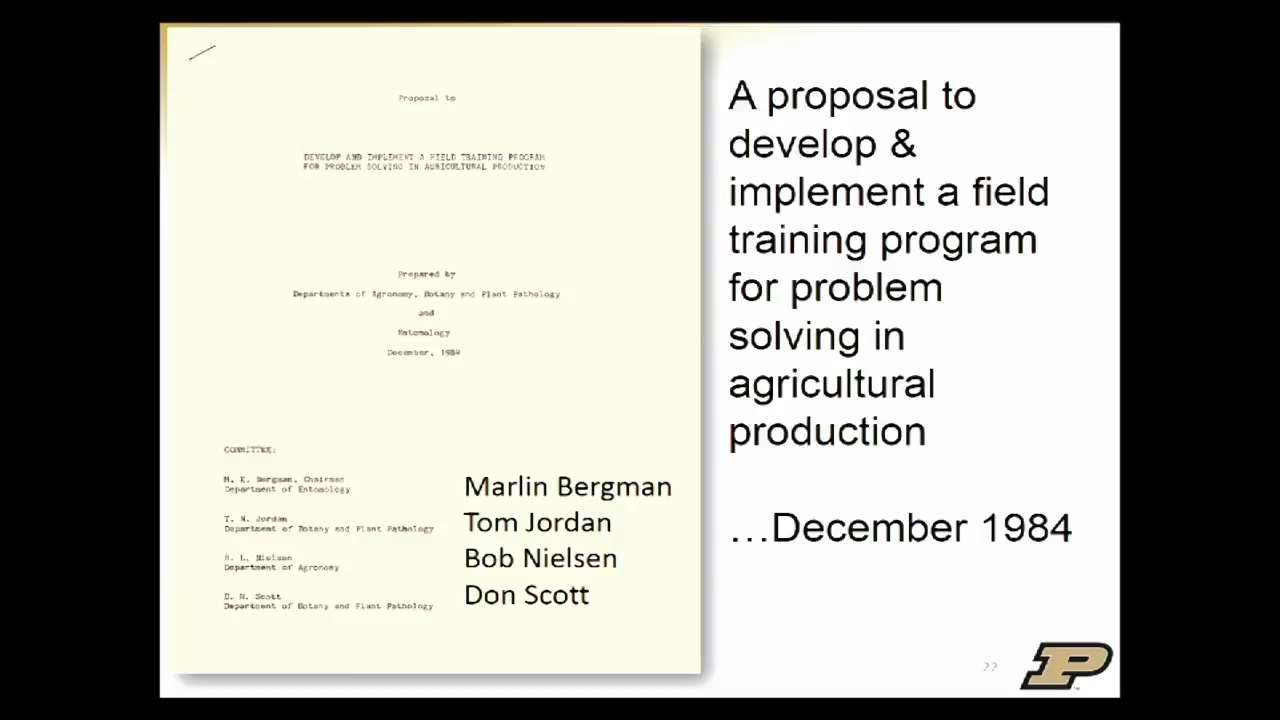 Proposal to
DEVELOP AND IMPLEMENT A FIELD TRAINING PROGRAM
FOR PROBLEM SOLVING IN AGRICULTURAL PRODUCTION
Prepared by
Departments of Agronomy, Botany and Plant Pathology
and
Entomology
December, 1984
COMMITTEE:
M. E. Bergman, Chairman
Department of Entomology
T. N. Jordan
Department of Botany and Plant Pathology
R. L. Nielsen
Department of Agronomy
D. H. Scott
Department of Botany and Plant Pathology
Marlin Bergman
Tom Jordan
Bob Nielsen
Don Scott
A proposal to
develop &
implement a field
training program
for problem
solving in
agricultural
production
...December 1984
22
P